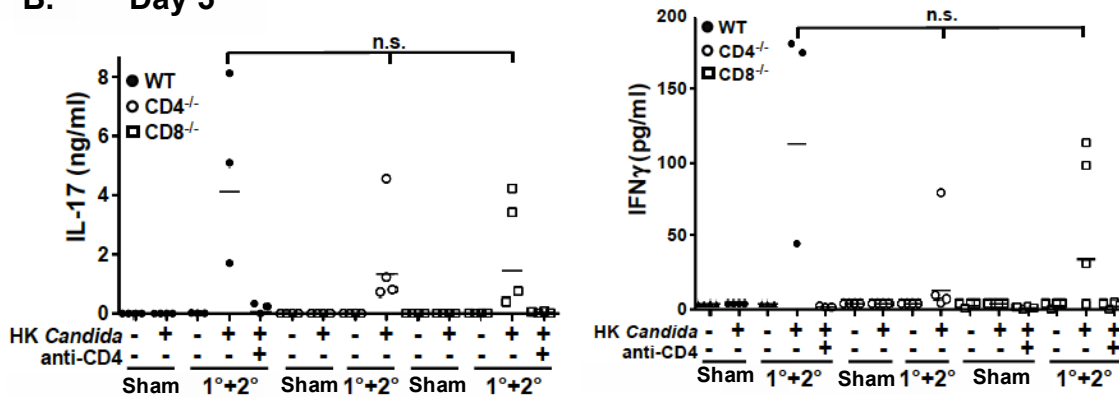 B. Day 5
n.s.
WT
CD4-/-
CD8-/-
IL-17 (ng/ml)
8
6
4
2
0
HK Candida - + - + - - + - + - + - + +
anti-CD4 - - - - + - - - - - - - - +
Sham 1°+2° Sham 1°+2° Sham 1°+2°
n.s.
WT
CD4-/-
CD8-/-
IFNγ (pg/ml)
200
150
100
50
0
HK Candida - + - + + - + - + - + + - + +
anti-CD4 - - - - + - - - - - - + - - +
Sham 1°+2° Sham 1°+2° Sham 1°+2°